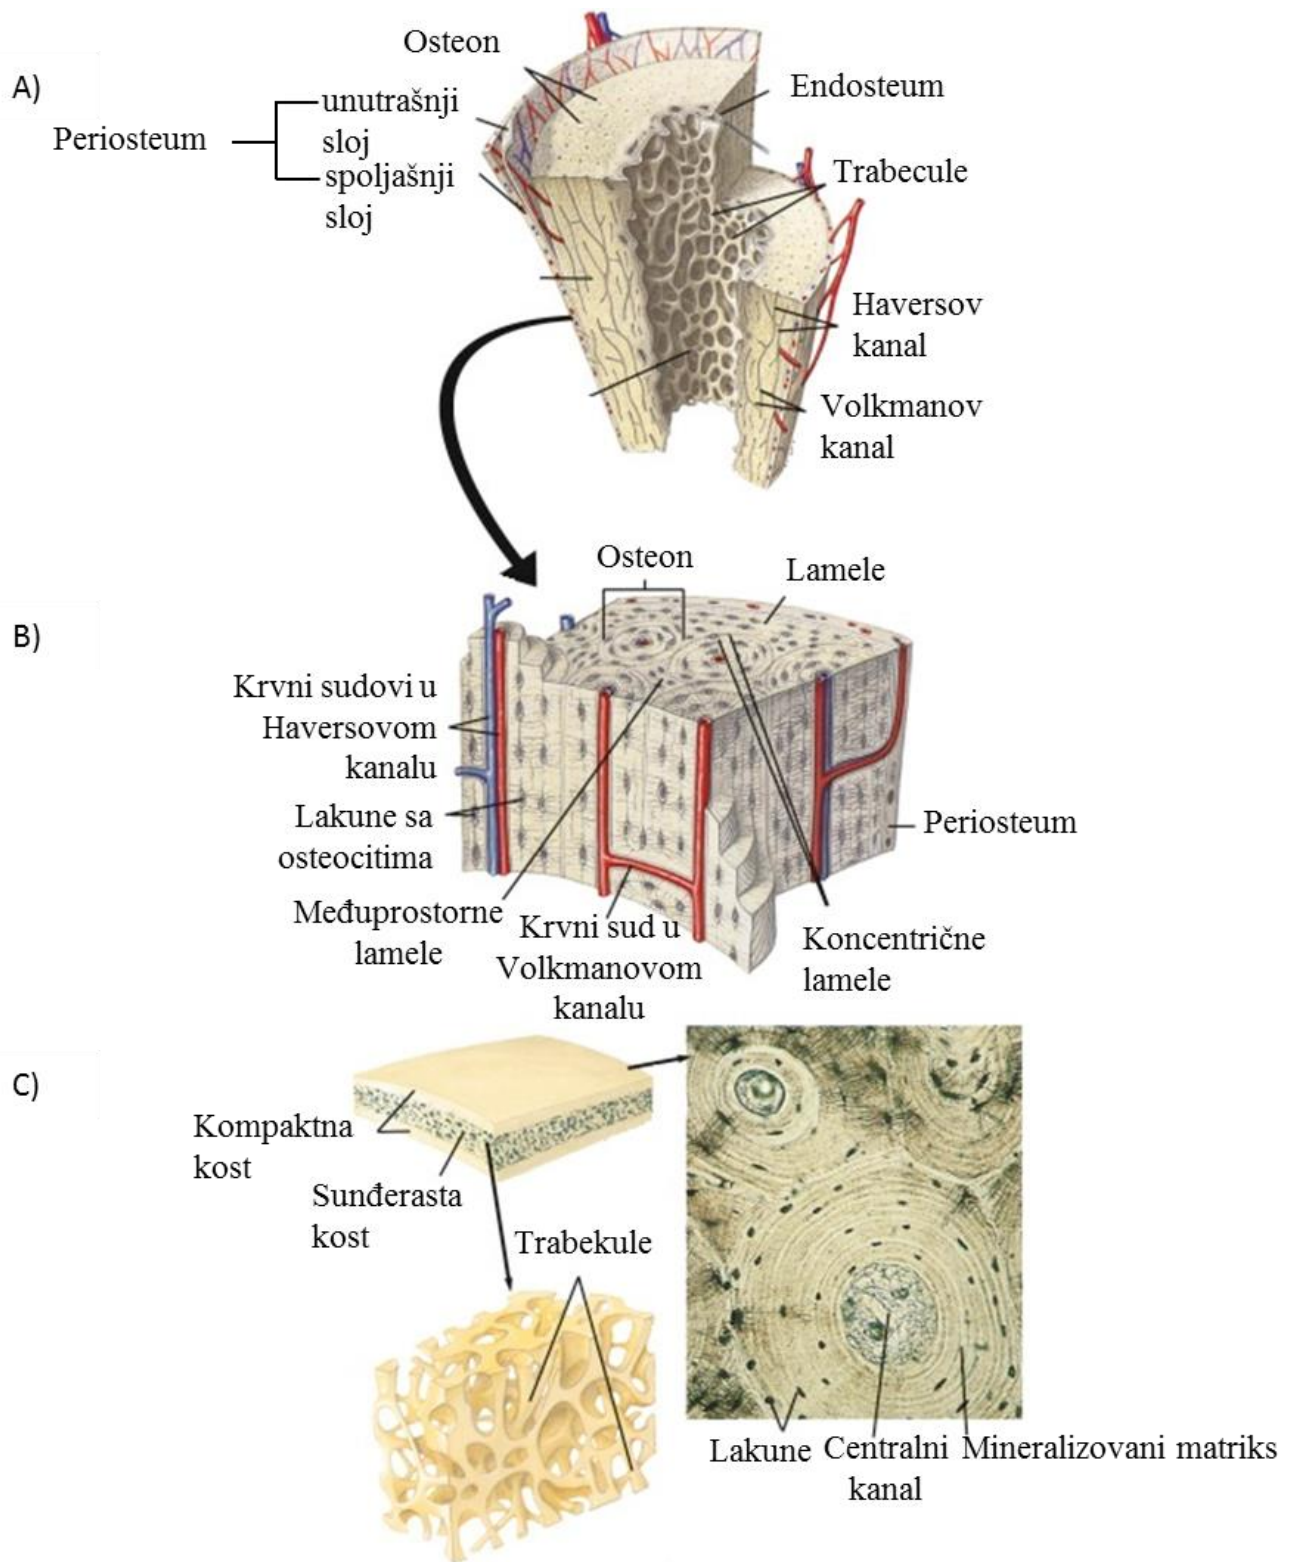 A)
Osteon
Periosteum
unutrašnji
sloj
spoljašnji
sloj
Endosteum
Trabecule
Haversov
kanal
Volkmanov
kanal
B)
Osteon
Lamele
Krvni sudovi u
Haversovom
kanalu
Lakune sa
osteocitima
Međuprostorne
lamele
Krvni sud u
Volkmanovom
kanalu
Periosteum
Koncentrične
lamele
C)
Kompaktna
kost
Sunđerasta
kost
Trabekule
Lakune
Centralni
kanal
Mineralizovani matriks